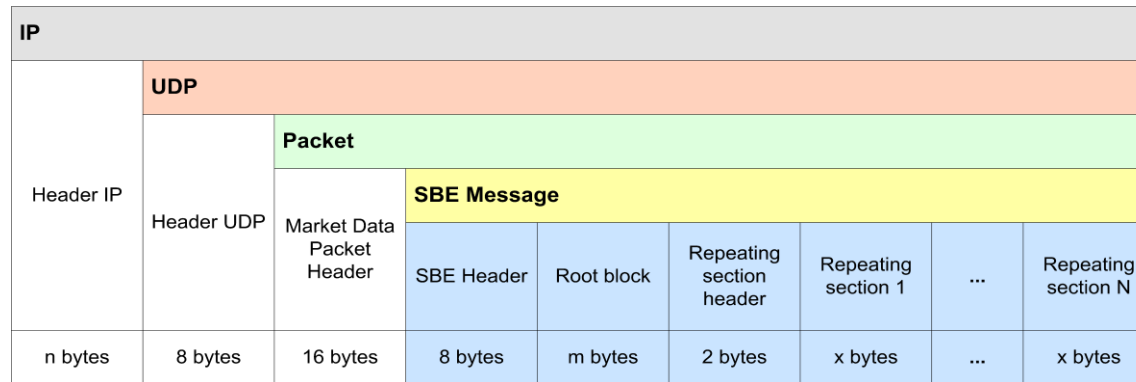 IP
UDP
Packet
Header IP
SBE Message
Header UDP
Market Data
Packet
Header
SBE Header
Root block
Repeating
section
header
Repeating
section 1
...
Repeating
section N
n bytes
8 bytes
16 bytes
8 bytes
m bytes
2 bytes
x bytes
...
x bytes